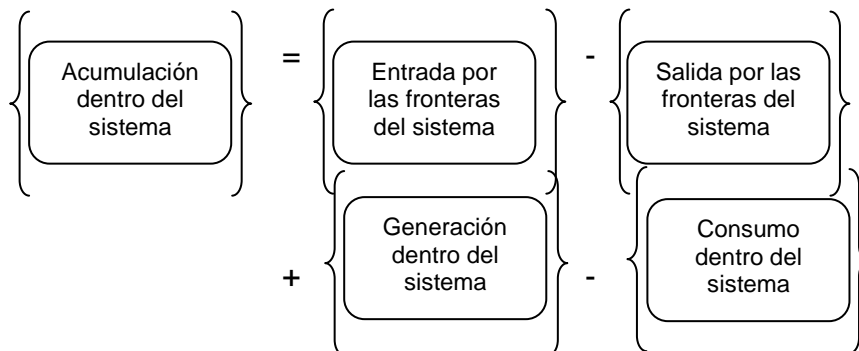 Acumulación
dentro del
sistema
=
Entrada por
las fronteras
del sistema
-
Salida por las
fronteras del
sistema
+
Generación
dentro del
sistema
-
Consumo
dentro del
sistema